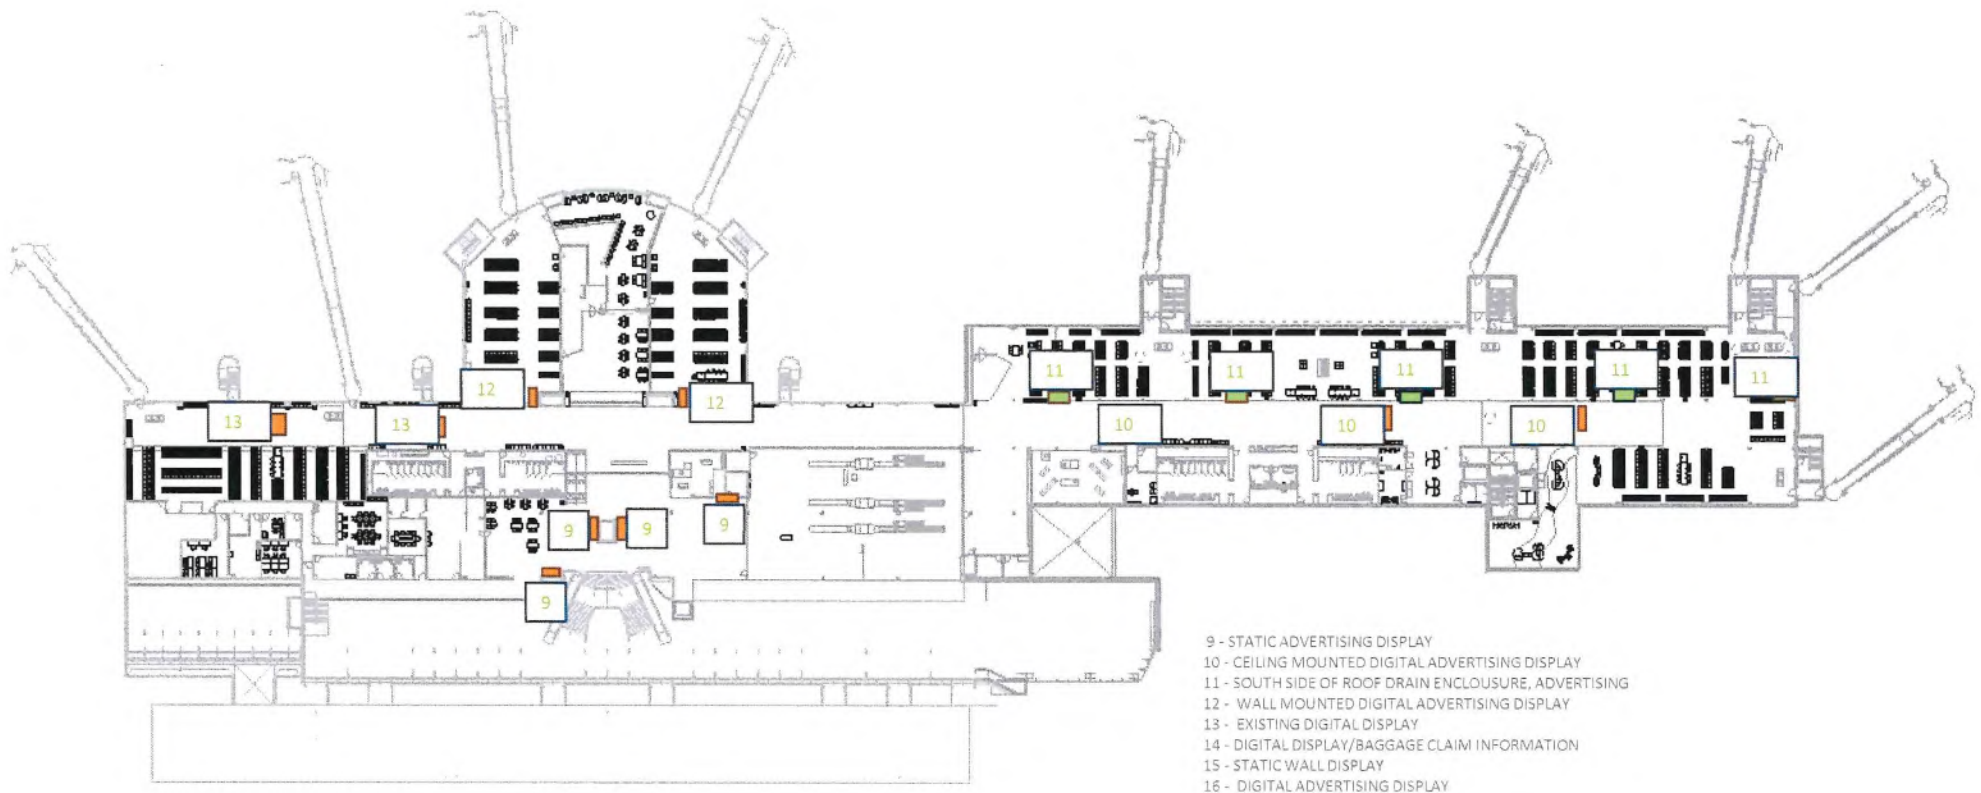 11
11
11
11
11
12
12
13
13
10
10
10
9
9
9
9
9 - STATIC ADVERTISING DISPLAY
10 - CEILING MOUNTED DIGITAL ADVERTISING DISPLAY
11 - SOUTH SIDE OF ROOF DRAIN ENCLOUSURE, ADVERTISING
12 - WALL MOUNTED DIGITAL ADVERTISING DISPLAY
13 - EXISTING DIGITAL DISPLAY
14 - DIGITAL DISPLAY/BAGGAGE CLAIM INFORMATION
15 - STATIC WALL DISPLAY
16 - DIGITAL ADVERTISING DISPLAY